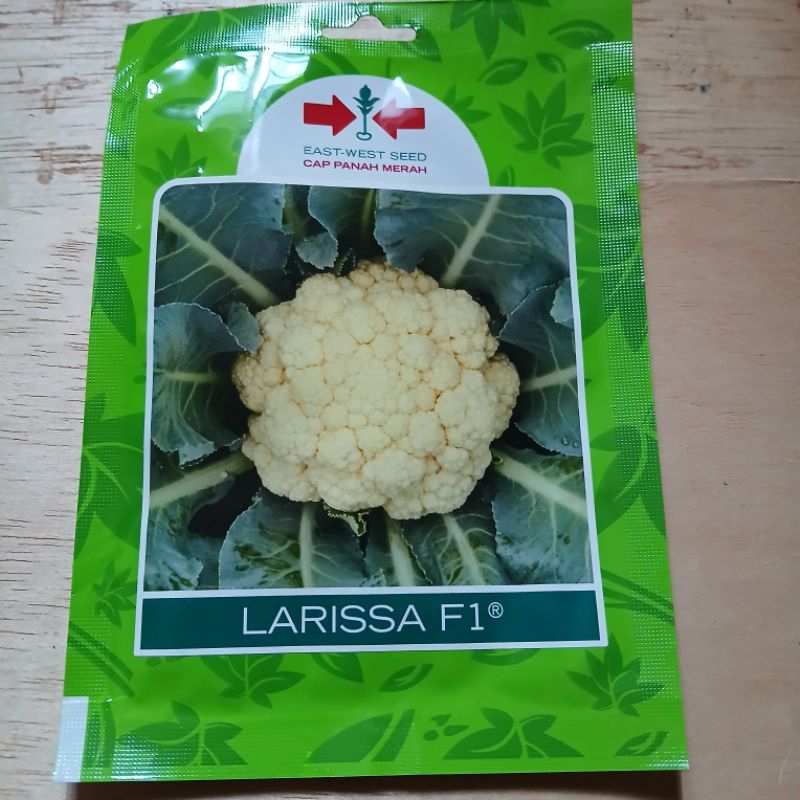 EAST-WEST SEED
CAP PANAH MERAH
LARISSA F1®